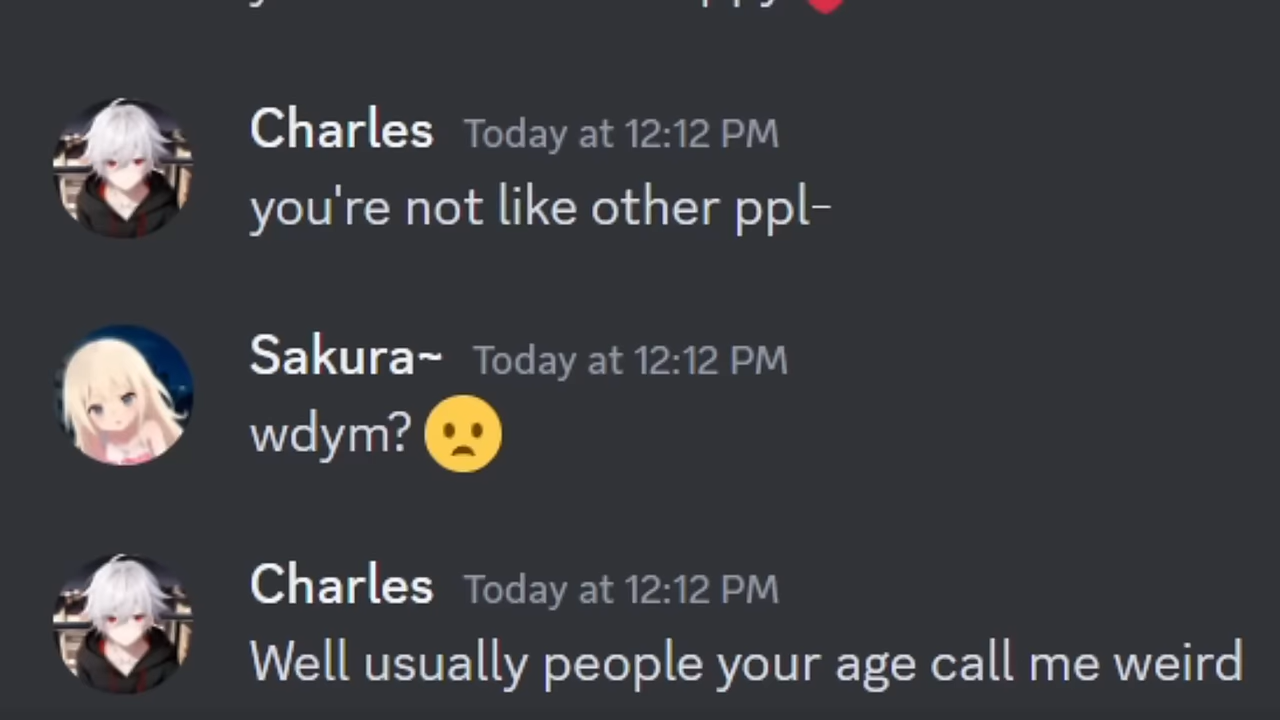 Charles Today at 12:12 PM
you're not like other ppl-
Sakura~ Today at 12:12 PM
wdym? 😦
Charles Today at 12:12 PM
Well usually people your age call me weird